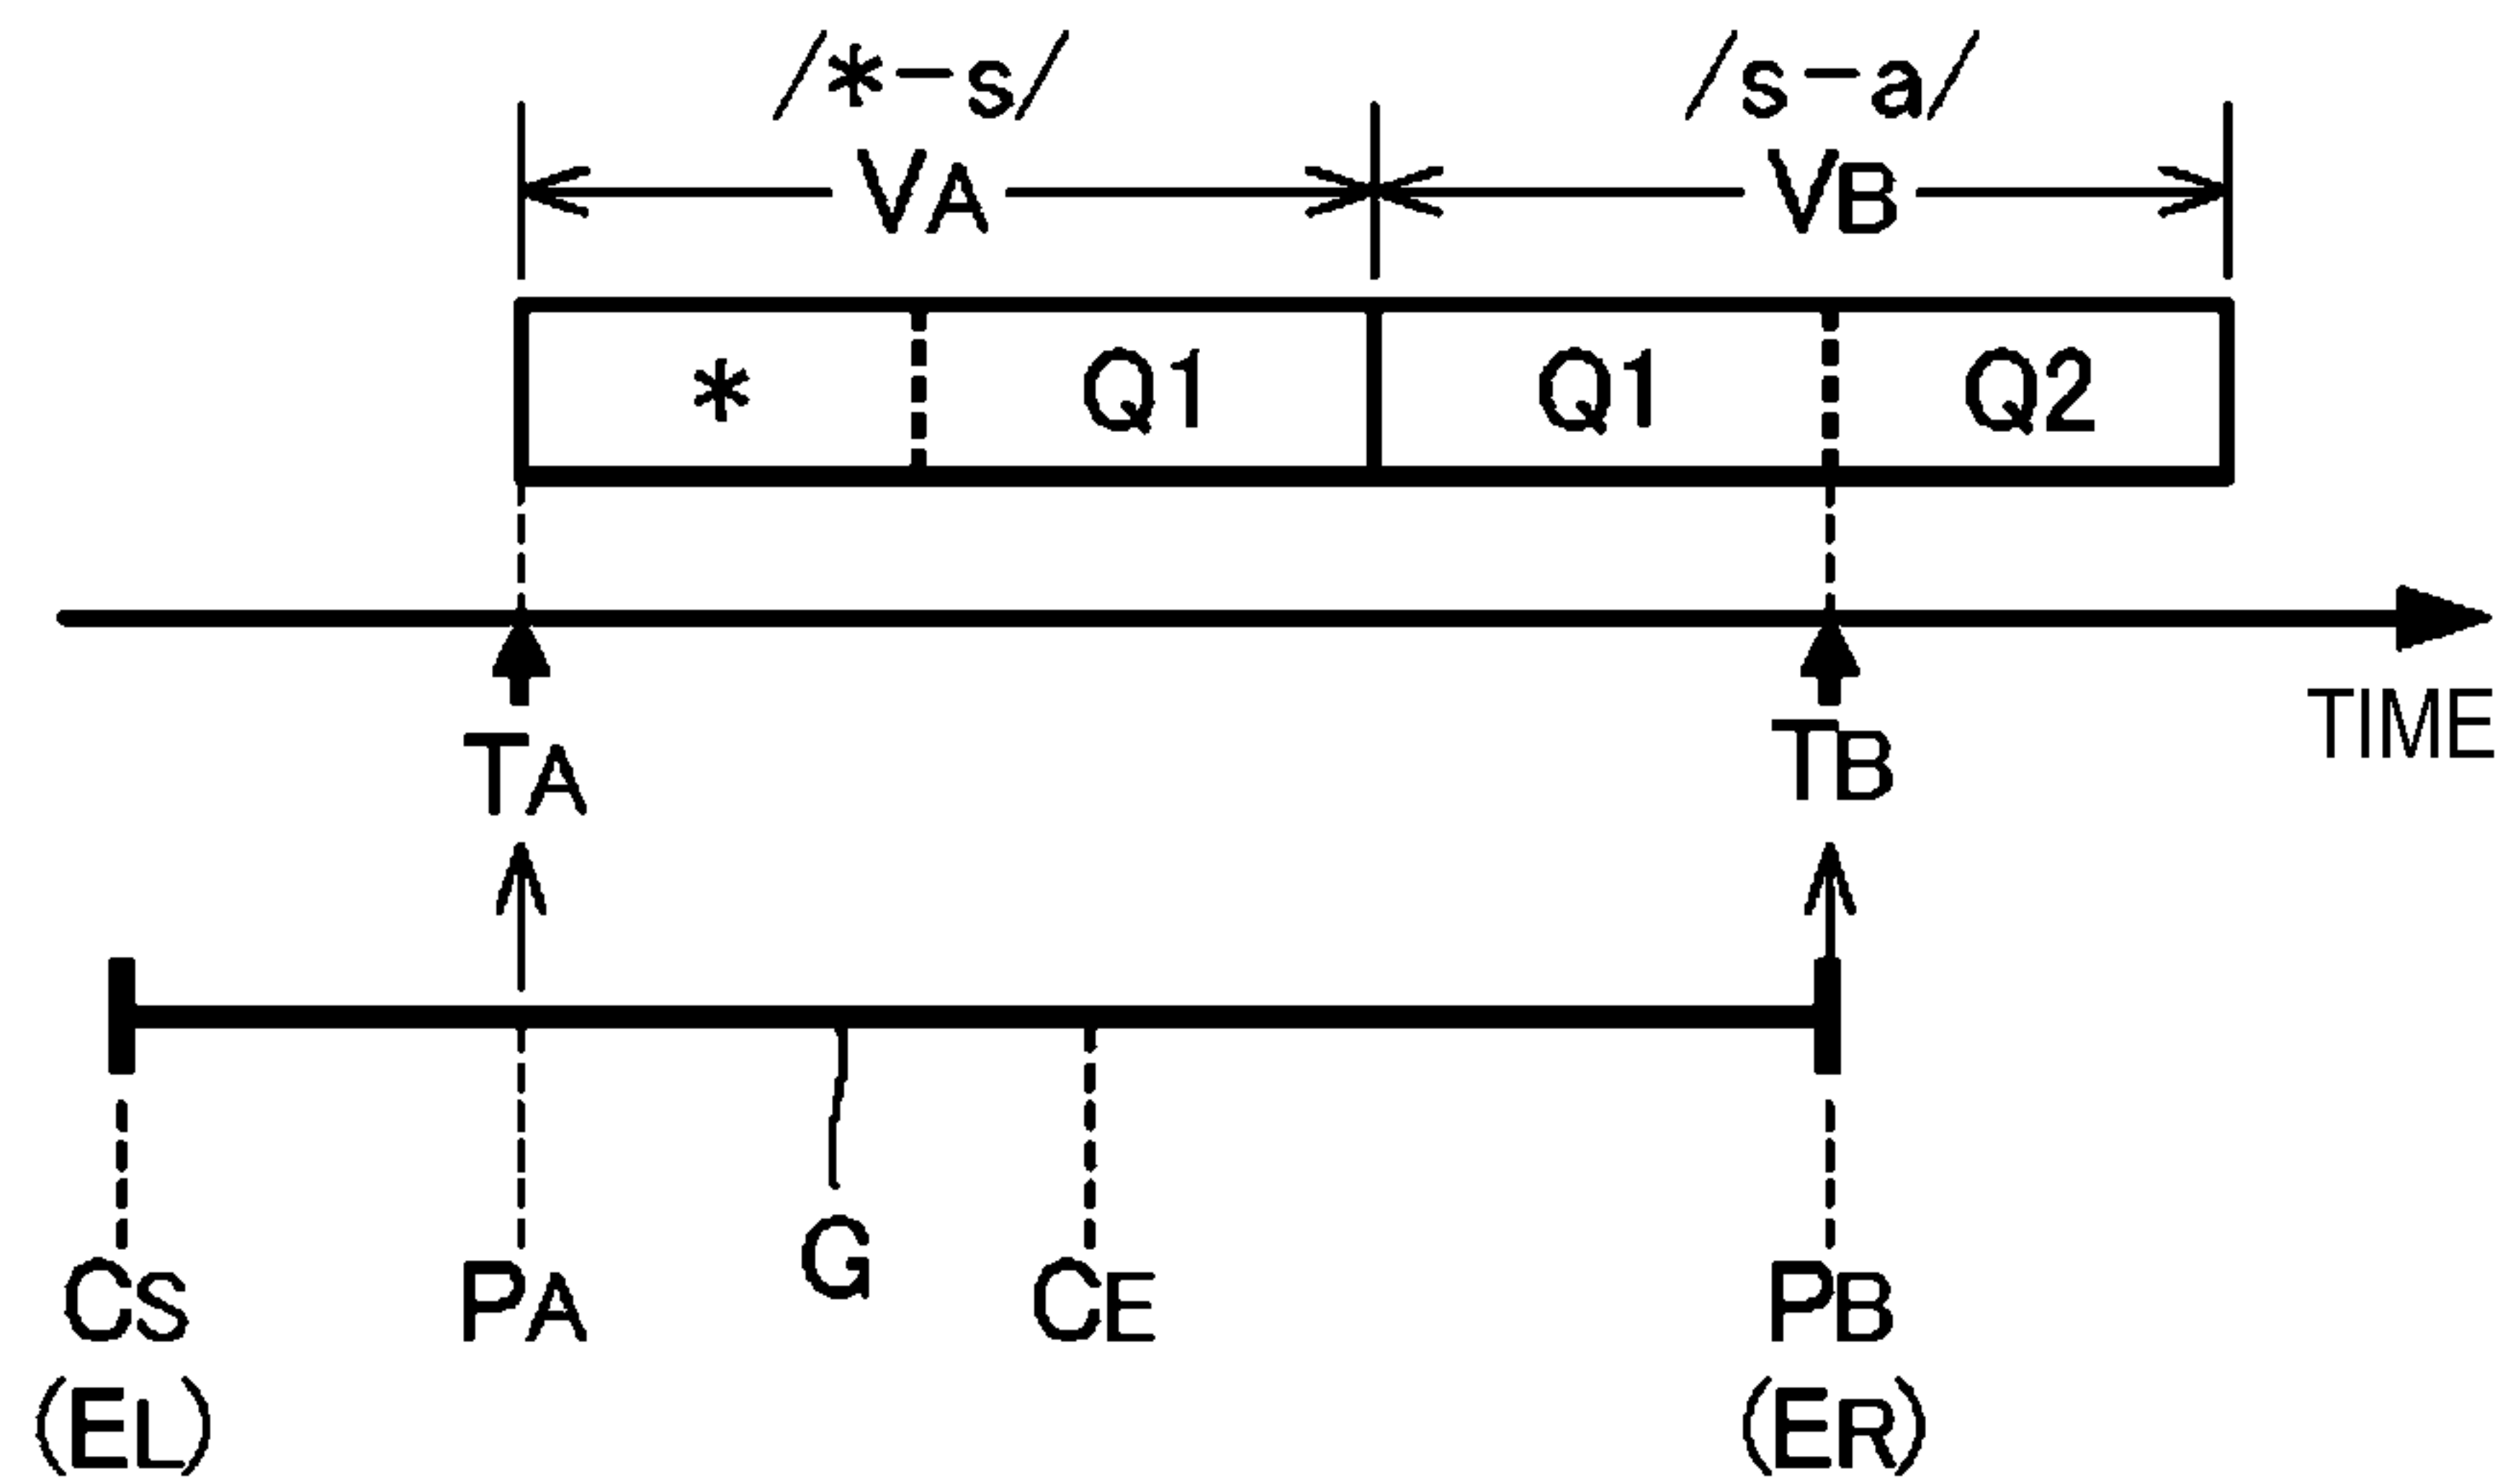 /*-s/ /s-a/
VA VB
* Q1 Q1 Q2
TIME
TA TB
G
CS PA CE PB
(EL) (ER)